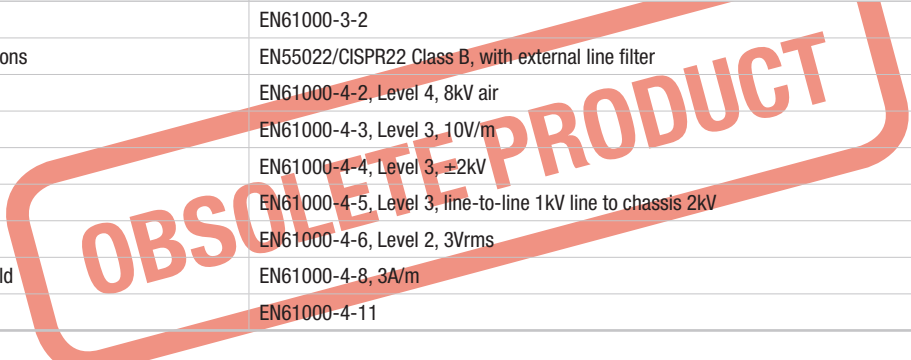 EN61000-3-2
ons EN55022/CISPR22 Class B, with external line filter
EN61000-4-2, Level 4, 8kV air
EN61000-4-3, Level 3, 10V/m
EN61000-4-4, Level 3, ±2kV
EN61000-4-5, Level 3, line-to-line 1kV line to chassis 2kV
EN61000-4-6, Level 2, 3Vrms
ld EN61000-4-8, 3A/m
EN61000-4-11
OBSOLETE PRODUCT